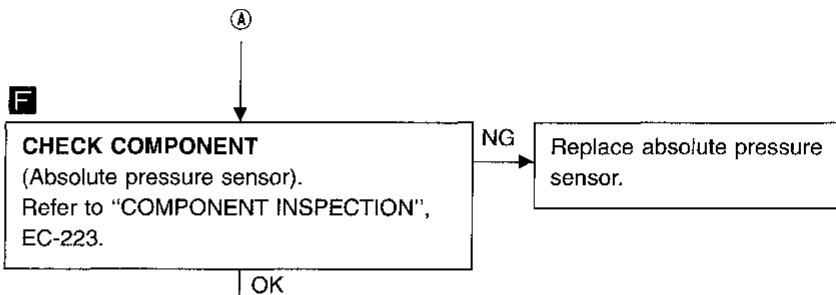 Ⓐ
F
CHECK COMPONENT
(Absolute pressure sensor).
Refer to “COMPONENT INSPECTION”,
EC-223.
NG
Replace absolute pressure
sensor.
OK